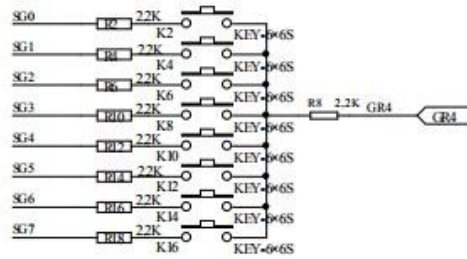 SG0 R2 2.2K K2 KEY-6*6S
SG1 R4 2.2K K4 KEY-6*6S
SG2 R6 2.2K K6 KEY-6*6S
SG3 R10 2.2K K8 KEY-6*6S R8 2.2K GR4 GR4
SG4 R12 2.2K K10 KEY-6*6S
SG5 R14 2.2K K12 KEY-6*6S
SG6 R16 2.2K K14 KEY-6*6S
SG7 R18 2.2K K16 KEY-6*6S